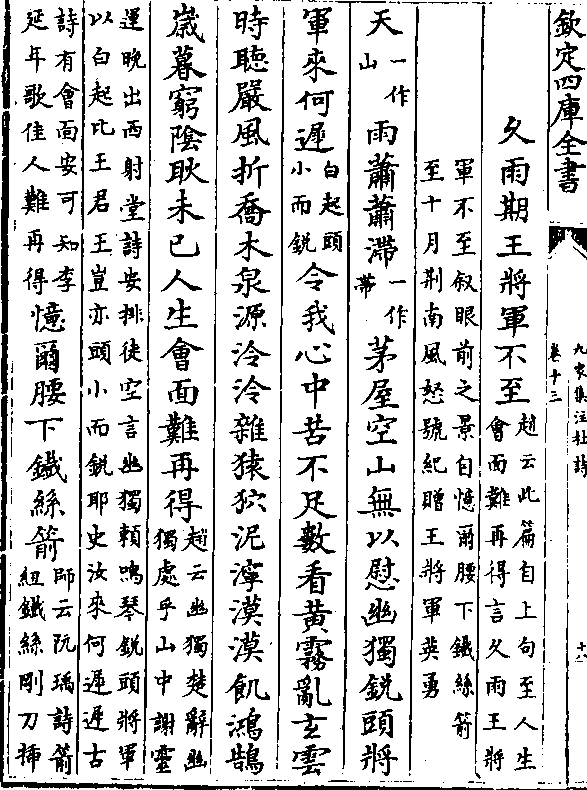 欽定四庫全書
九家集注杜詩
卷十三
十一
久雨期王將軍不至
趙云此篇自上句至人生
會面難再得言久雨王將
軍不至叙眼前之景自憶爾腰下鐵絲箭
至十月荆南風怒號紀贈王將軍英勇
天
一作
山
雨蕭蕭滯
一作
茅屋空山無以慰幽獨銳頭將
軍來何遲
白起頭
小而銳
令我心中苦不足數看黄霧亂玄雲
時聽嚴風折喬木泉源泠泠雜猿狖泥濘漠漠飢鴻鵠
歳暮窮陰耿未已人生會面難再得
趙云幽獨楚辭幽
獨處乎山中謝靈
運晚出西射堂詩安排徒空言幽獨賴鳴琴銳頭將軍
以白起比王君王豈亦頭小而銳耶史汝來何遲遲古
詩有會面安可知李
延年歌佳人難再得
憶爾腰下鐵絲箭
師云阮瑀詩箭
紐鐵絲剛刀揷